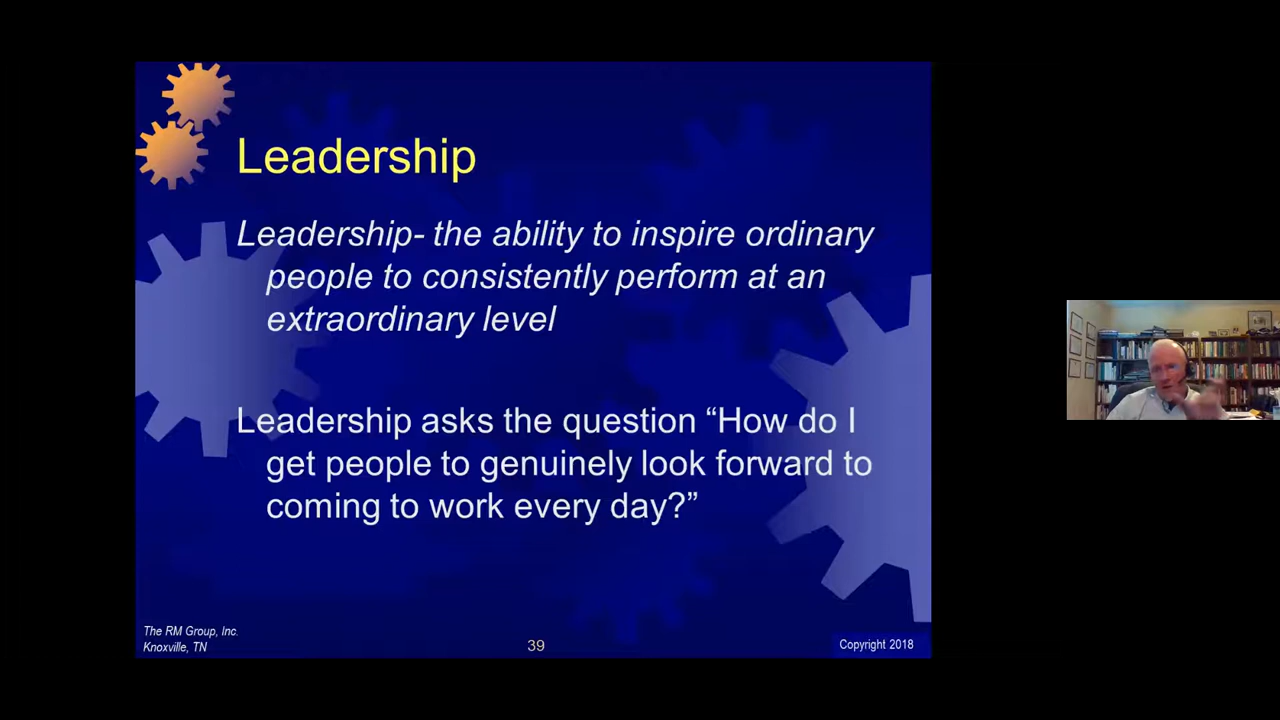 Leadership
Leadership- the ability to inspire ordinary
people to consistently perform at an
extraordinary level
Leadership asks the question “How do I
get people to genuinely look forward to
coming to work every day?”
The RM Group, Inc.
Knoxville, TN
39
Copyright 2018